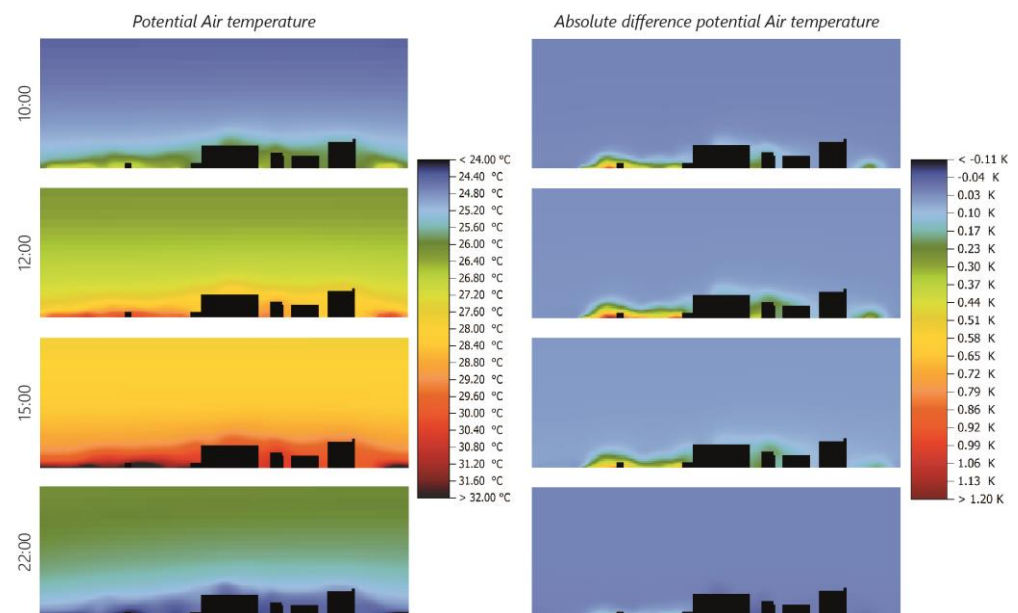 Potential Air temperature
Absolute difference potential Air temperature
10:00
12:00
15:00
22:00
< 24.00 °C
24.40 °C
24.80 °C
25.20 °C
25.60 °C
26.00 °C
26.40 °C
26.80 °C
27.20 °C
27.60 °C
28.00 °C
28.40 °C
28.80 °C
29.20 °C
29.60 °C
30.00 °C
30.40 °C
30.80 °C
31.20 °C
31.60 °C
> 32.00 °C
< -0.11 K
-0.04 K
0.03 K
0.10 K
0.17 K
0.23 K
0.30 K
0.37 K
0.44 K
0.51 K
0.58 K
0.65 K
0.72 K
0.79 K
0.86 K
0.92 K
0.99 K
1.06 K
1.13 K
> 1.20 K